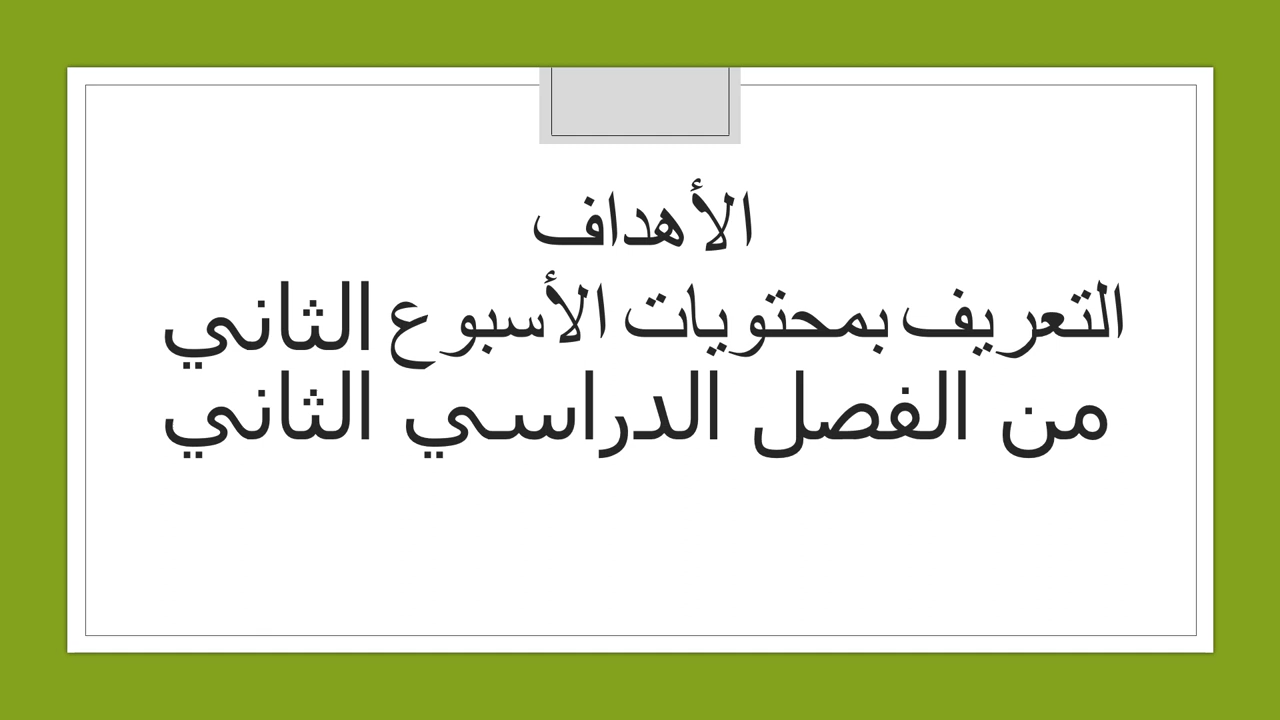 الأهداف
التعريف بمحتويات الأسبوع الثاني
من الفصل الدراسي الثاني